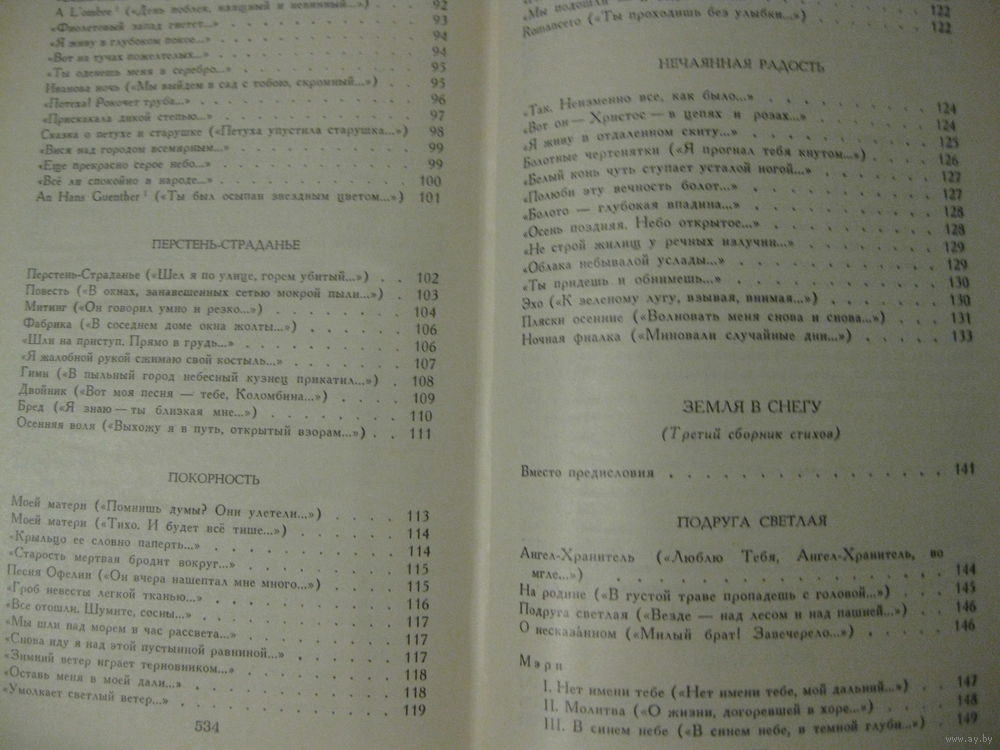 A L'ombre¹ («День поблек, изящный и невинный...») 92
«Фиолетовый запад гнетет...» 93
«Я живу в глубоком покое...» 94
«Вот на тучах пожелтелых...» 94
«Ты оденешь меня в серебро...» 95
Иванова ночь («Мы выйдем в сад с тобою, скромный...») 95
«Потеха! Рокочет труба...» 96
«Прискакала дикой степью...» 97
Сказка о петухе и старушке («Петуха упустила старушка...») 98
«Вися над городом всемирным...» 99
«Еще прекрасно серое небо...» 99
«Всё ли спокойно в народе...» 100
An Hans Guenther¹ («Ты был осыпан звездным цветом...») 101
ПЕРСТЕНЬ-СТРАДАНЬЕ
Перстень-Страданье («Шел я по улице, горем убитый...») 102
Повесть («В окнах, занавешенных сетью мокрой пыли...») 103
Митинг («Он говорил умно и резко...») 104
Фабрика («В соседнем доме окна жолты...») 106
«Шли на приступ. Прямо в грудь...» 106
«Я жалобной рукой сжимаю свой костыль...» 107
Гимн («В пыльный город небесный кузнец прикатил...») 108
Двойник («Вот моя песня — тебе, Коломбина...») 109
Бред («Я знаю — ты близкая мне...») 110
Осенняя воля («Выхожу я в путь, открытый взорам...») 111
ПОКОРНОСТЬ
Моей матери («Помнишь думы? Они улетели...») 113
Моей матери («Тихо. И будет всё тише...») 114
«Крыльцо ее словно паперть...» 114
«Старость мертвая бродит вокруг...» 115
Песня Офелии («Он вчера нашептал мне много...») 115
«Гроб невесты легкой тканью...» 116
«Все отошли. Шумите, сосны...» 117
«Мы шли над морем в час рассвета...» 117
«Снова иду я над этой пустынной равниной...» 117
«Зимний ветер играет терновником...» 118
«Оставь меня в моей дали...» 118
«Умолкает светлый ветер...» 119
534
«Мы подошли
122
Romancero («Ты проходишь без улыбки...») 122
НЕЧАЯННАЯ РАДОСТЬ
«Так. Неизменно все, как было...» 124
«Вот он — Христос — в цепях и розах...» 124
«Я живу в отдаленном скиту...» 125
Болотные чертенятки («Я прогнал тебя кнутом...») 126
«Белый конь чуть ступает усталой ногой...» 127
«Полюби эту вечность болот...» 127
«Болото — глубокая впадина...» 128
«Осень поздняя. Небо открытое...» 128
«Не строй жилищ у речных излучин...» 129
«Облака небывалой услады...» 129
«Ты придешь и обнимешь...» 130
Эхо («К зеленому лугу, взывая, внимая...») 130
Пляски осенние («Волновать меня снова и снова...») 131
Ночная фиалка («Миновали случайные дни...») 133
ЗЕМЛЯ В СНЕГУ
(Третий сборник стихов)
Вместо предисловия 141
ПОДРУГА СВЕТЛАЯ
Ангел-Хранитель («Люблю Тебя, Ангел-Хранитель, во
мгле...») 144
На родине («В густой траве пропадешь с головой...») 145
Подруга светлая («Везде — над лесом и над пашней...») 146
О несказáнном («Милый брат! Завечерело...») 146
Мэри
I. Нет имени тебе («Нет имени тебе, мой дальний...») 147
II. Молитва («О жизни, догоревшей в хоре...») 148
III. В синем небе («В синем небе, в темной глуби...») 149
www.ay.by